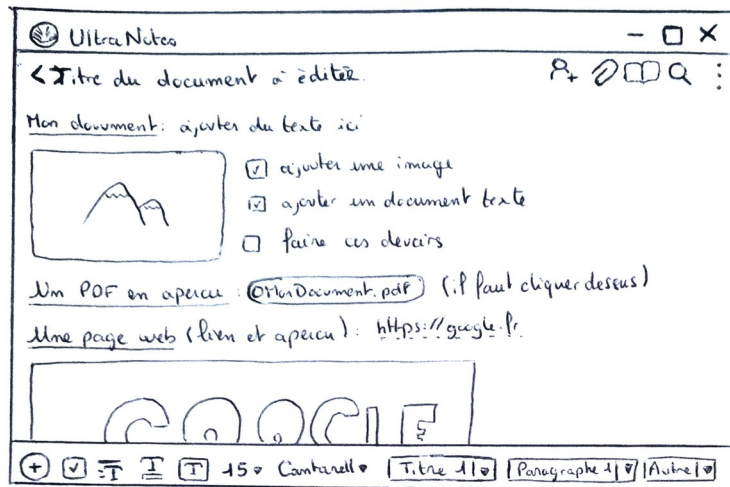 UltraNotes
<Titre du document à éditer.
Mon document: ajouter du texte ici
ajouter une image
ajouter un document texte
faire ces devoirs
Un PDF en apercu : MonDocument.pdf (il faut cliquer dessus)
Une page web (lien et apercu) : https://google.fr
GOOGLE
T T T 15 Cantarell Titre 1 Paragraphe 1 Autre